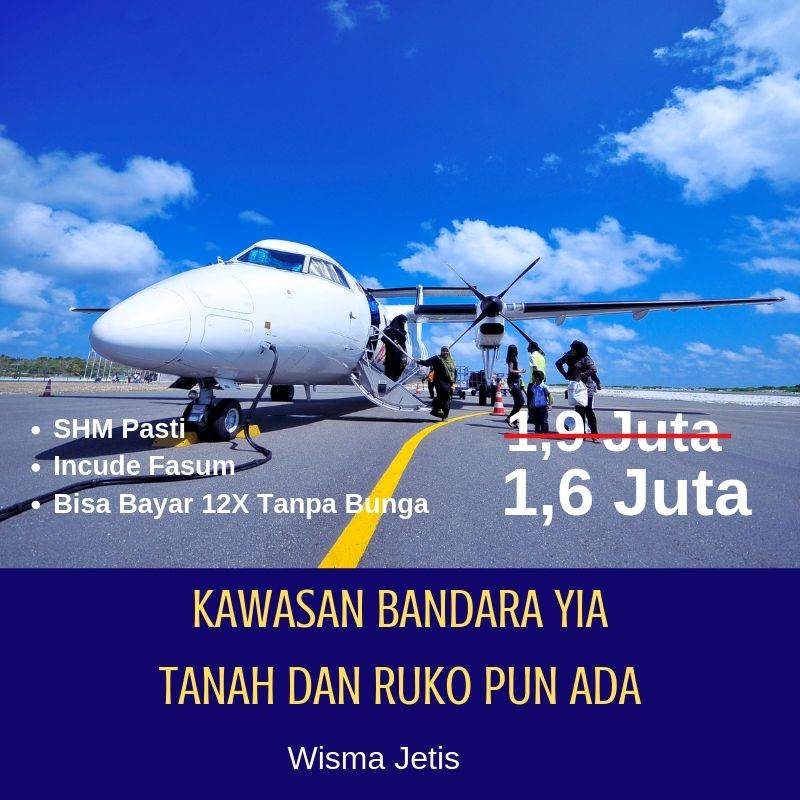 SHM Pasti
Incude Fasum
Bisa Bayar 12X Tanpa Bunga
1,9 Juta
1,6 Juta
KAWASAN BANDARA YIA
TANAH DAN RUKO PUN ADA
Wisma Jetis